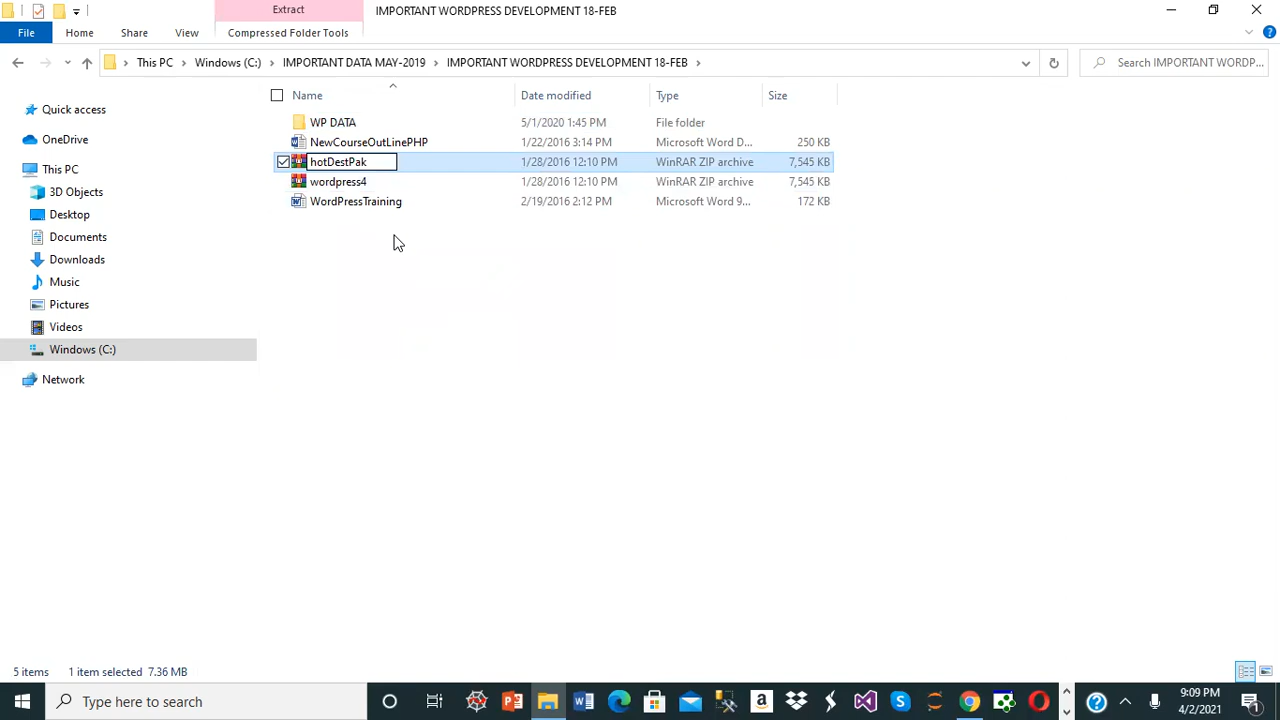 Extract
IMPORTANT WORDPRESS DEVELOPMENT 18-FEB
File
Home
Share
View
Compressed Folder Tools
This PC
Windows (C:)
IMPORTANT DATA MAY-2019
IMPORTANT WORDPRESS DEVELOPMENT 18-FEB
Search IMPORTANT WORDP...
Name
Date modified
Type
Size
WP DATA
5/1/2020 1:45 PM
File folder
NewCourseOutLinePHP
1/22/2016 3:14 PM
Microsoft Word D...
250 KB
hotDestPak
1/28/2016 12:10 PM
WinRAR ZIP archive
7,545 KB
wordpress4
1/28/2016 12:10 PM
WinRAR ZIP archive
7,545 KB
WordPressTraining
2/19/2016 2:12 PM
Microsoft Word 9...
172 KB
Quick access
OneDrive
This PC
3D Objects
Desktop
Documents
Downloads
Music
Pictures
Videos
Windows (C:)
Network
5 items
1 item selected 7.36 MB
Type here to search
9:09 PM
4/2/2021
1